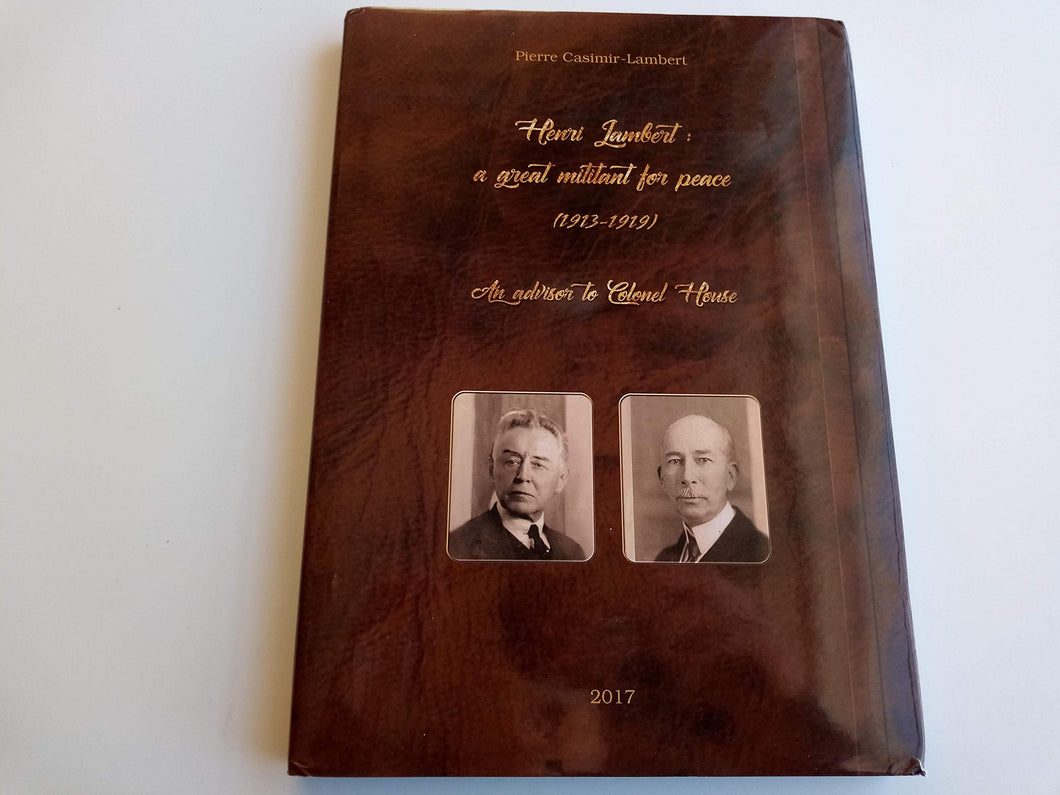 Pierre Casimir-Lambert
Henri Lambert :
a great militant for peace
(1913-1919)
An advisor to Colonel House
2017